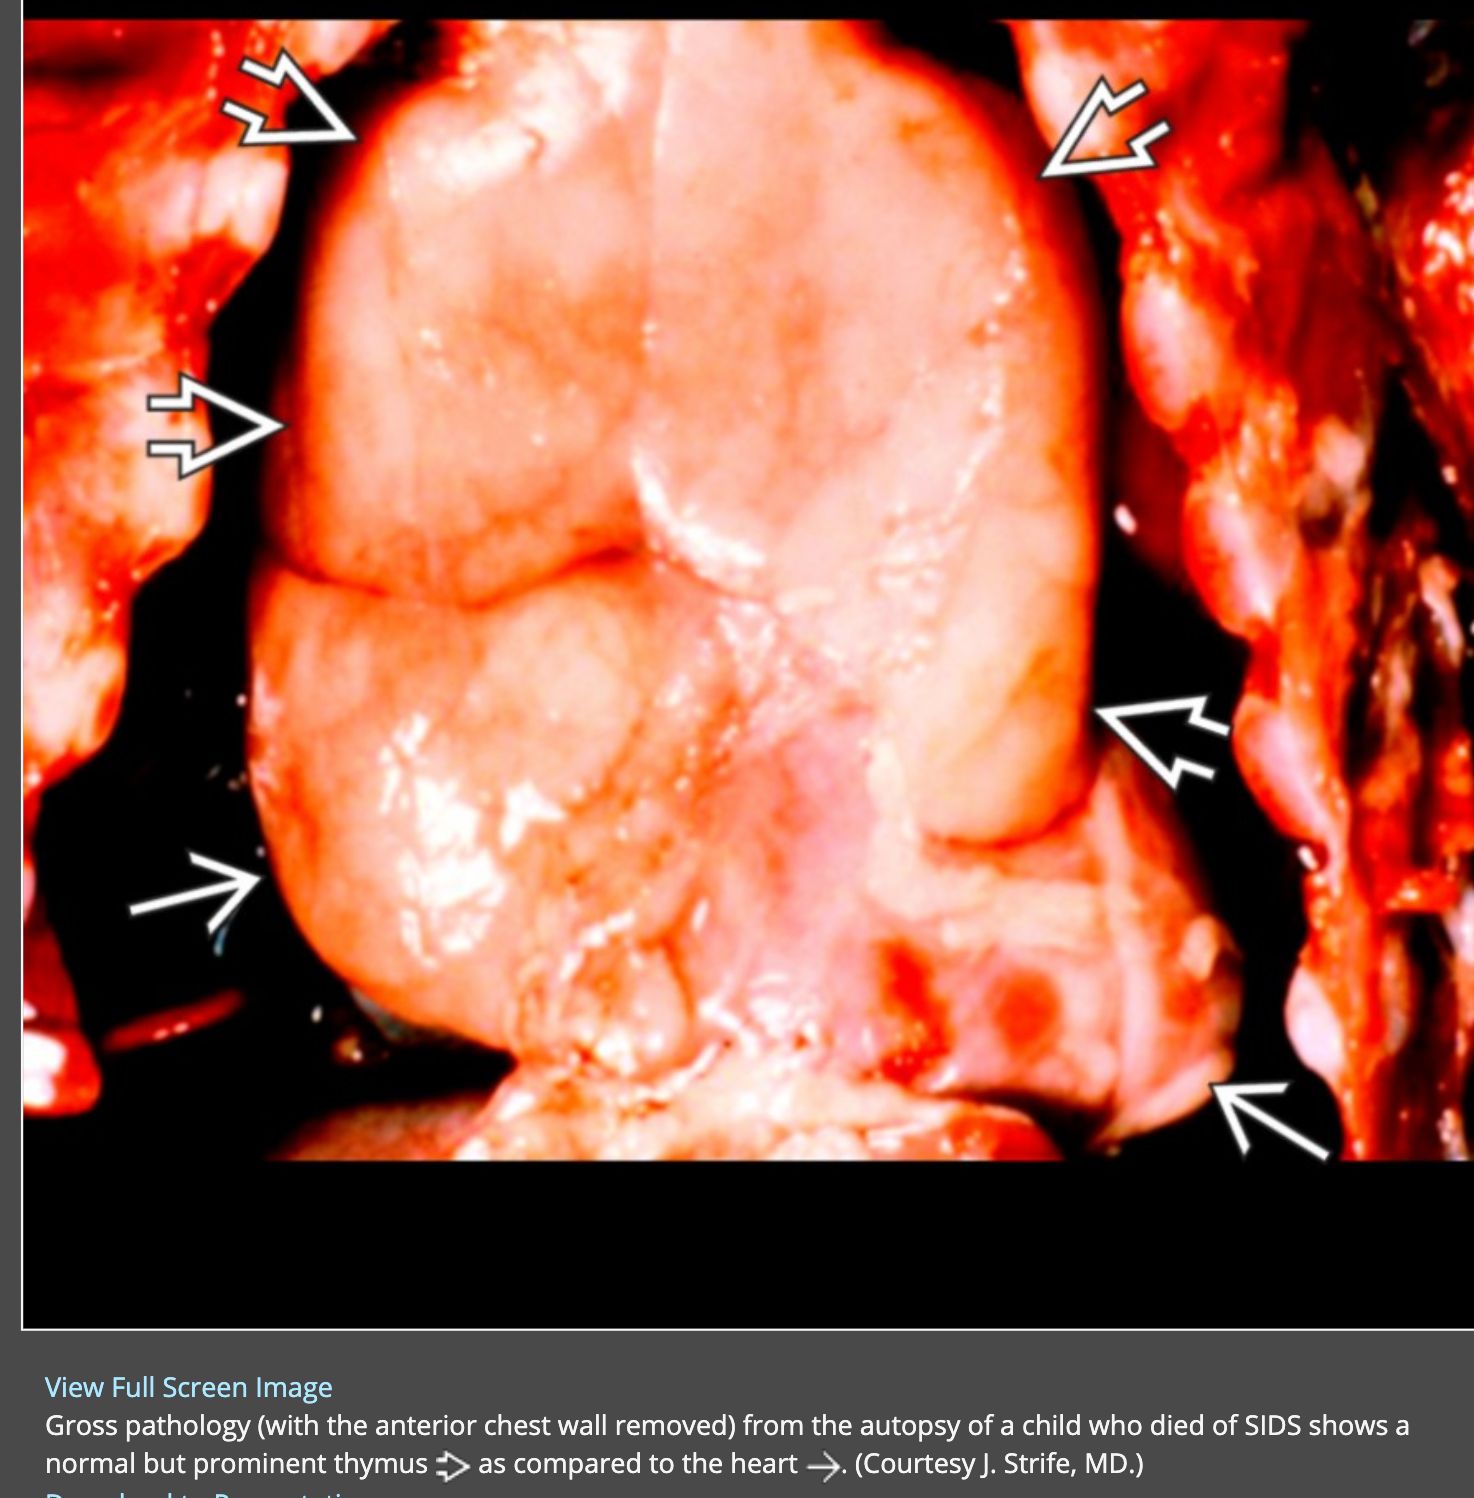 View Full Screen Image
Gross pathology (with the anterior chest wall removed) from the autopsy of a child who died of SIDS shows a
normal but prominent thymus as compared to the heart . (Courtesy J. Strife, MD.)